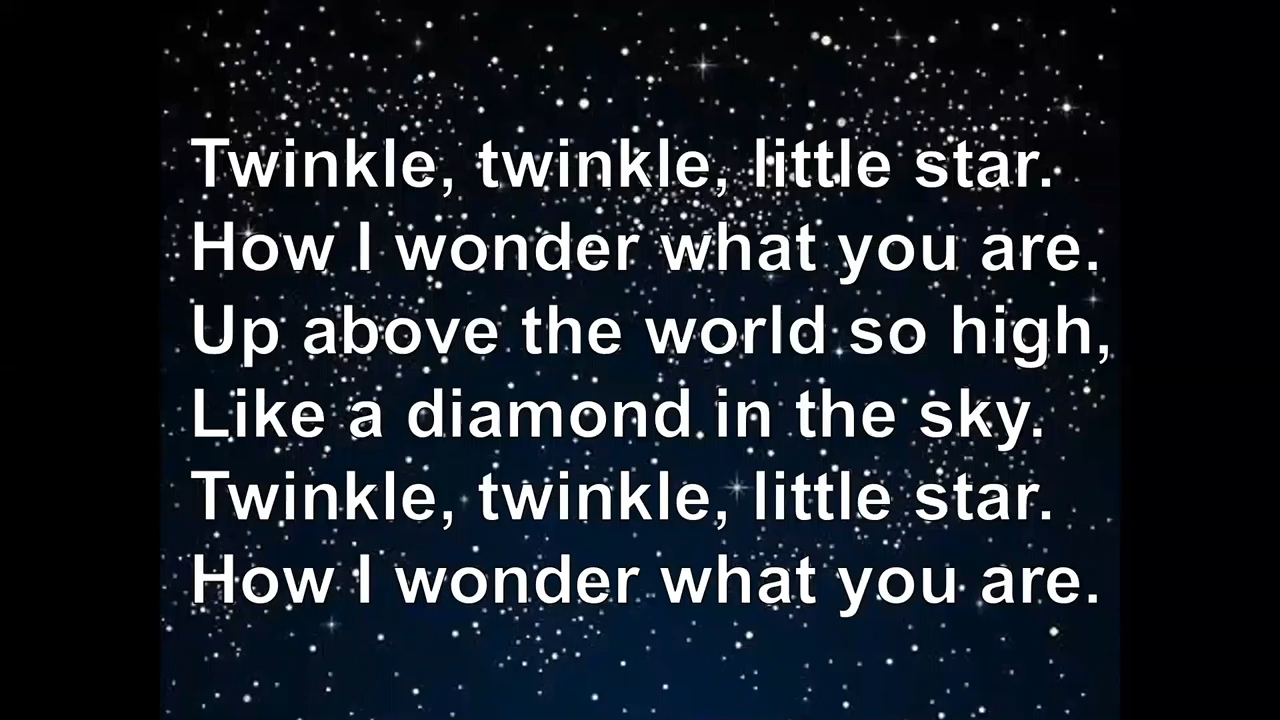 Twinkle, twinkle, little star.
How I wonder what you are.
Up above the world so high,
Like a diamond in the sky.
Twinkle, twinkle, little star.
How I wonder what you are.